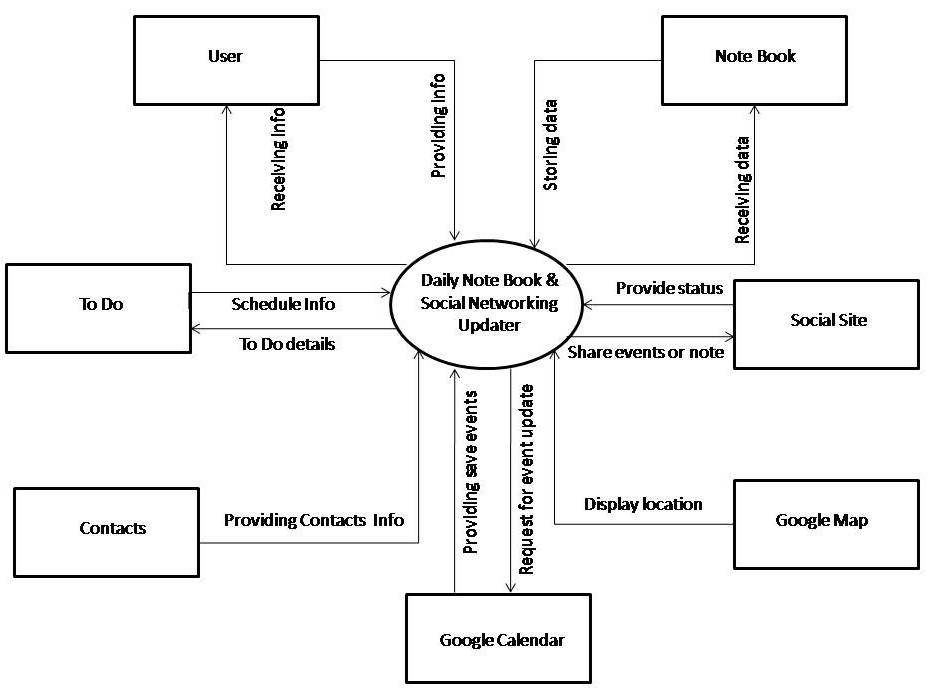 User
Note Book
Receiving info
Providing info
Storing data
Receiving data
To Do
Schedule Info
To Do details
Daily Note Book &
Social Networking
Updater
Provide status
Share events or note
Social Site
Contacts
Providing Contacts Info
Providing save events
Request for event update
Display location
Google Map
Google Calendar